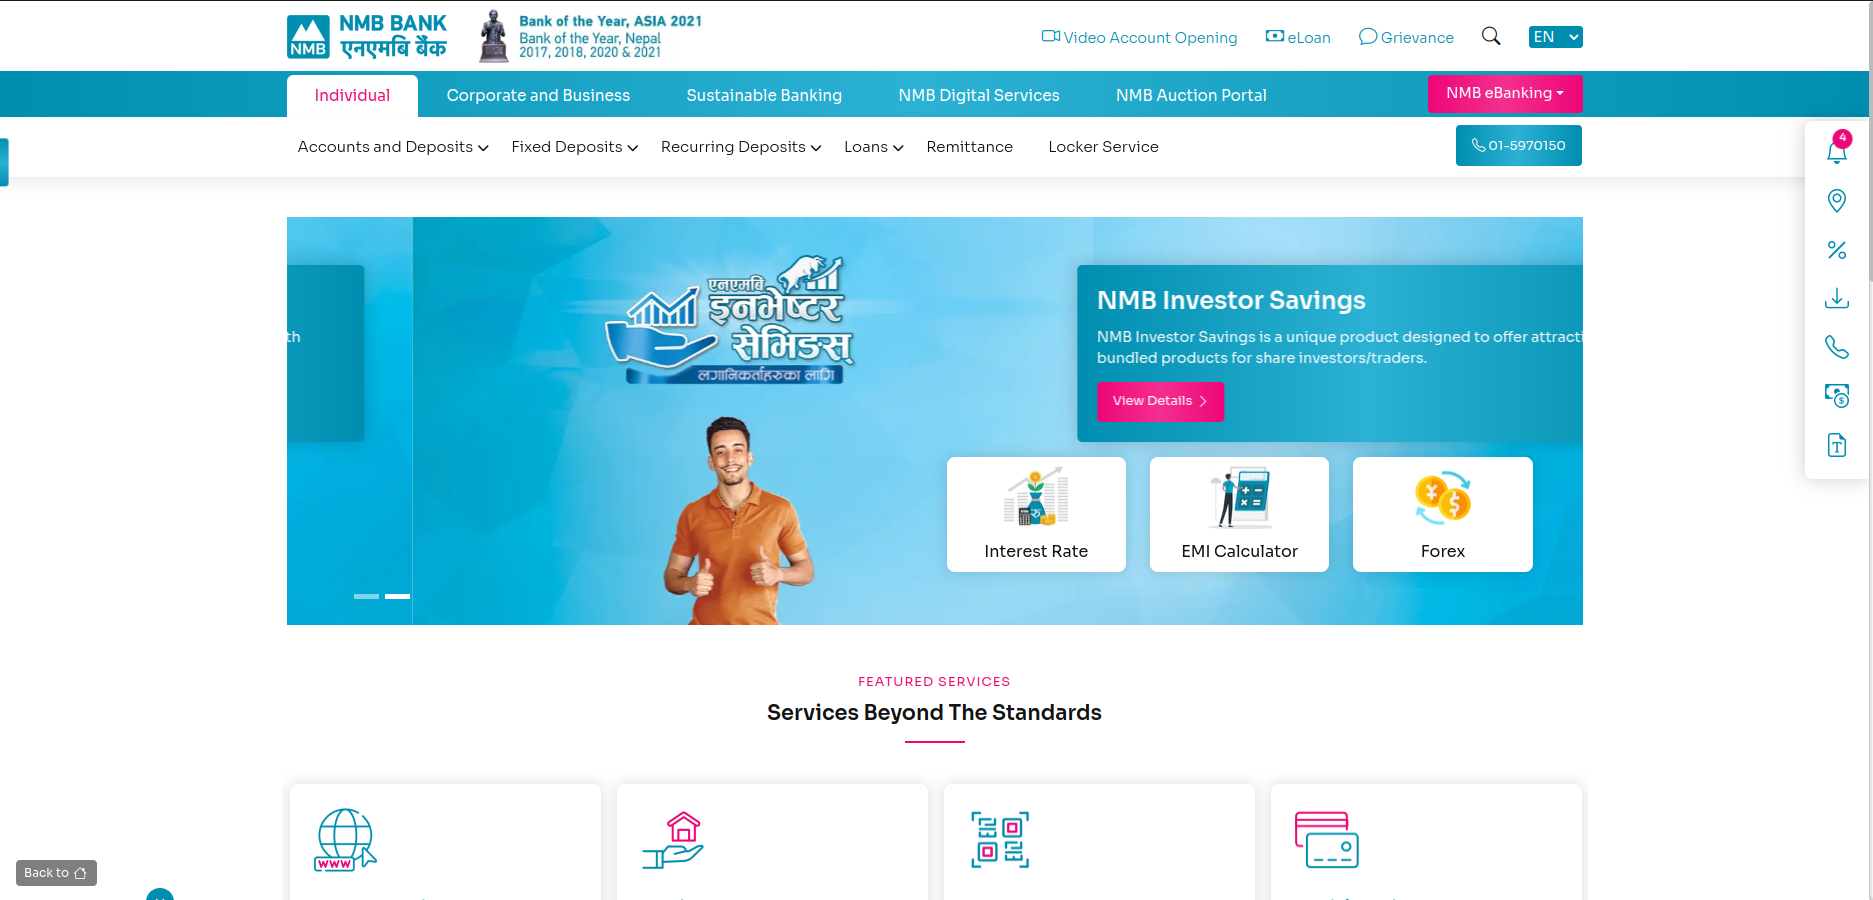 NMB BANK
एनएमबि बैंक
NMB
Bank of the Year, ASIA 2021
Bank of the Year, Nepal
2017, 2018, 2020 & 2021
Video Account Opening
eLoan
Grievance
EN
Individual
Corporate and Business
Sustainable Banking
NMB Digital Services
NMB Auction Portal
NMB eBanking
Accounts and Deposits
Fixed Deposits
Recurring Deposits
Loans
Remittance
Locker Service
01-5970150
4
th
एनएमबि
इनभेष्टर
सेभिङस्
लगानिकर्ताहरुका लागि
NMB Investor Savings
NMB Investor Savings is a unique product designed to offer attracti
bundled products for share investors/traders.
View Details
Interest Rate
EMI Calculator
Forex
FEATURED SERVICES
Services Beyond The Standards
www
Back to